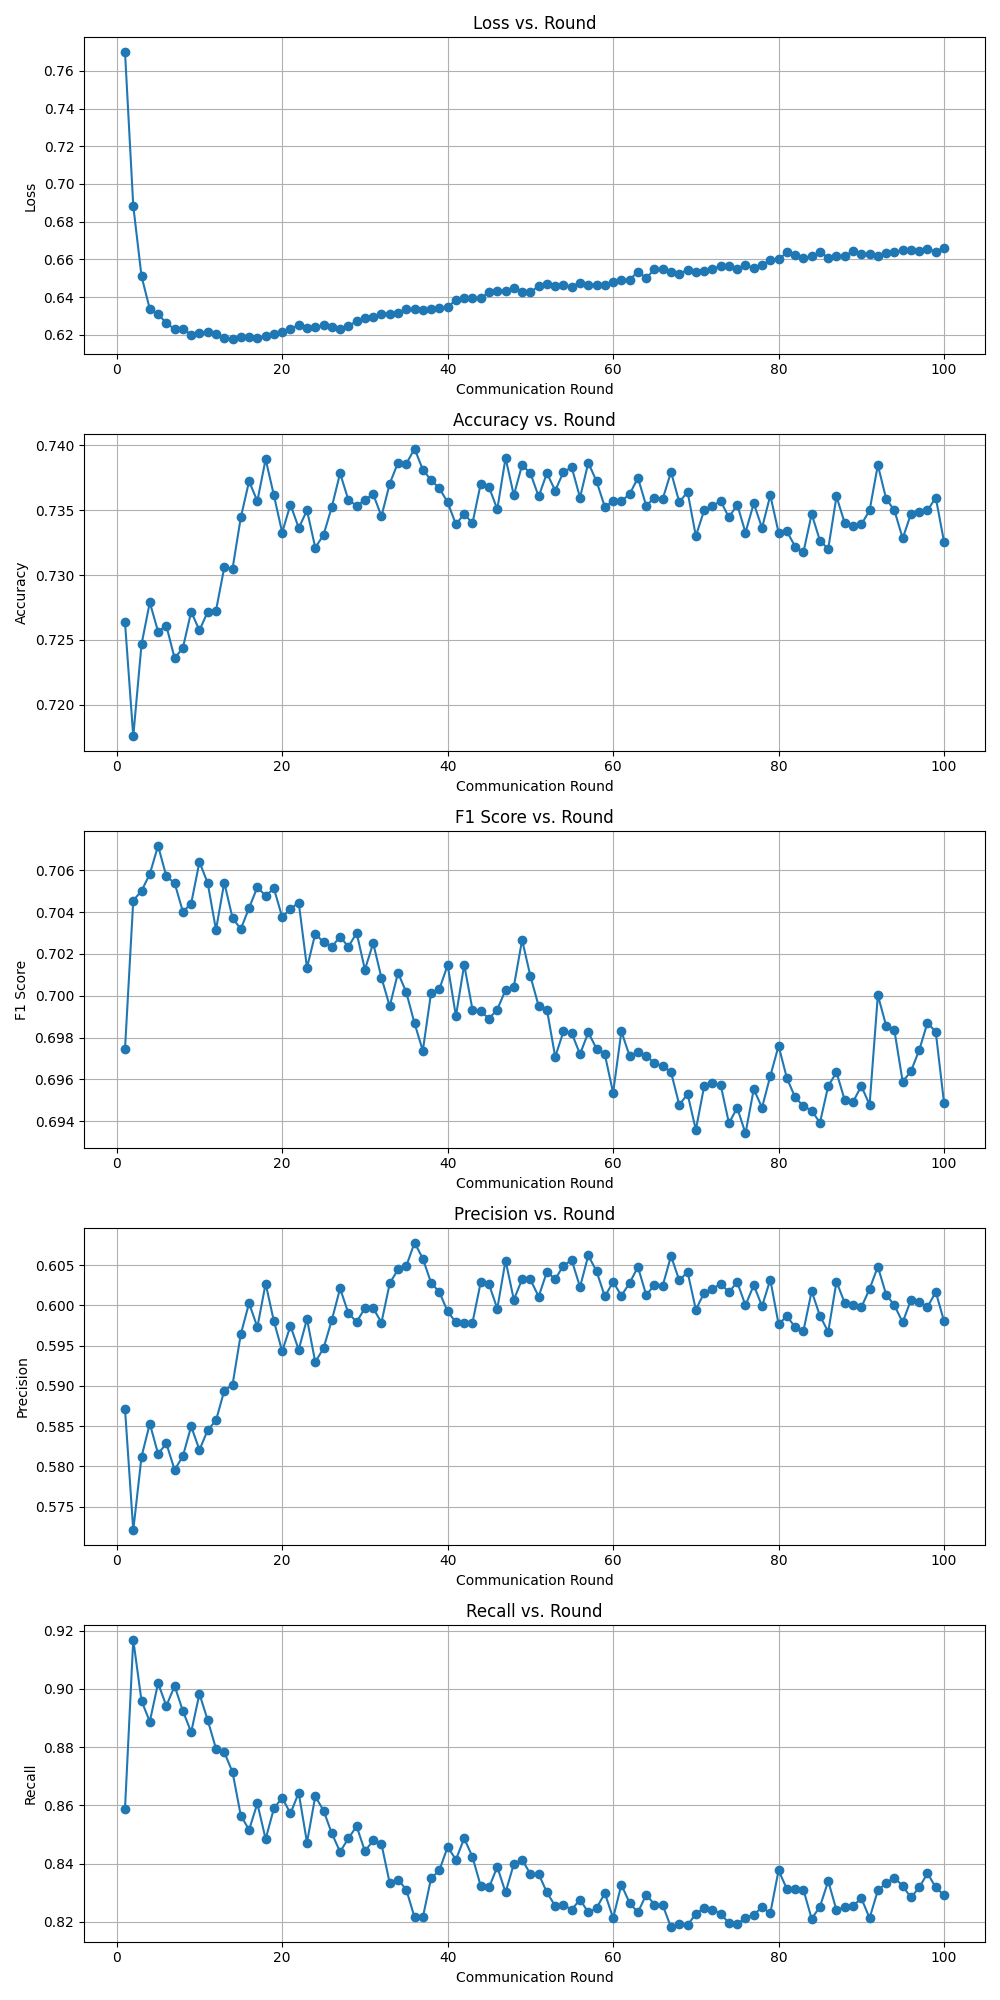 Loss vs. Round
0.76
0.74
0.72
0.70
0.68
0.66
0.64
0.62
Loss
0 20 40 60 80 100
Communication Round
Accuracy vs. Round
0.740
0.735
0.730
0.725
0.720
Accuracy
0 20 40 60 80 100
Communication Round
F1 Score vs. Round
0.706
0.704
0.702
0.700
0.698
0.696
0.694
F1 Score
0 20 40 60 80 100
Communication Round
Precision vs. Round
0.605
0.600
0.595
0.590
0.585
0.580
0.575
Precision
0 20 40 60 80 100
Communication Round
Recall vs. Round
0.92
0.90
0.88
0.86
0.84
0.82
Recall
0 20 40 60 80 100
Communication Round